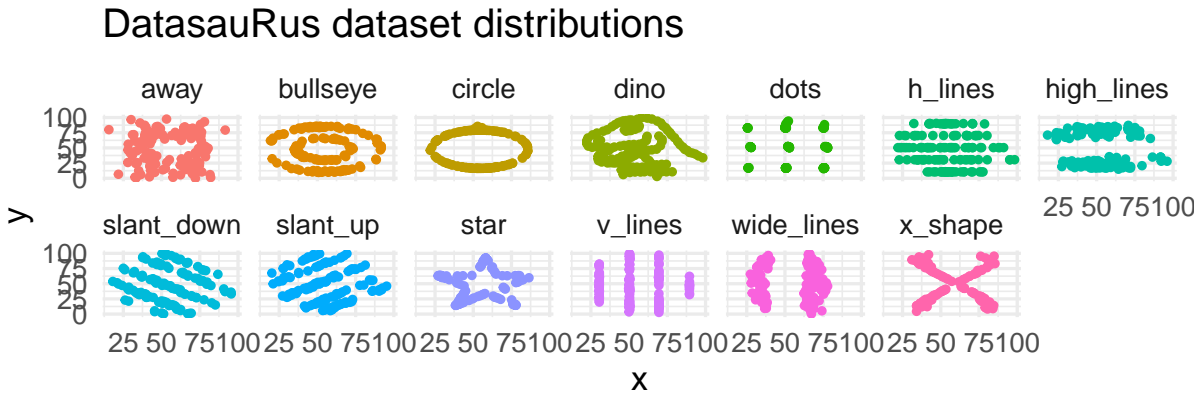 DatasauRus dataset distributions
away bullseye circle dino dots h_lines high_lines
100
75
50
25
0
25 50 75100
y
slant_down slant_up star v_lines wide_lines x_shape
100
75
50
25
0
25 50 75100 25 50 75100 25 50 75100 25 50 75100 25 50 75100 25 50 75100
x